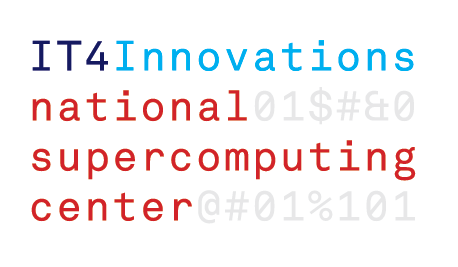 IT4Innovations
national01$#&0
supercomputing
center@#01%101